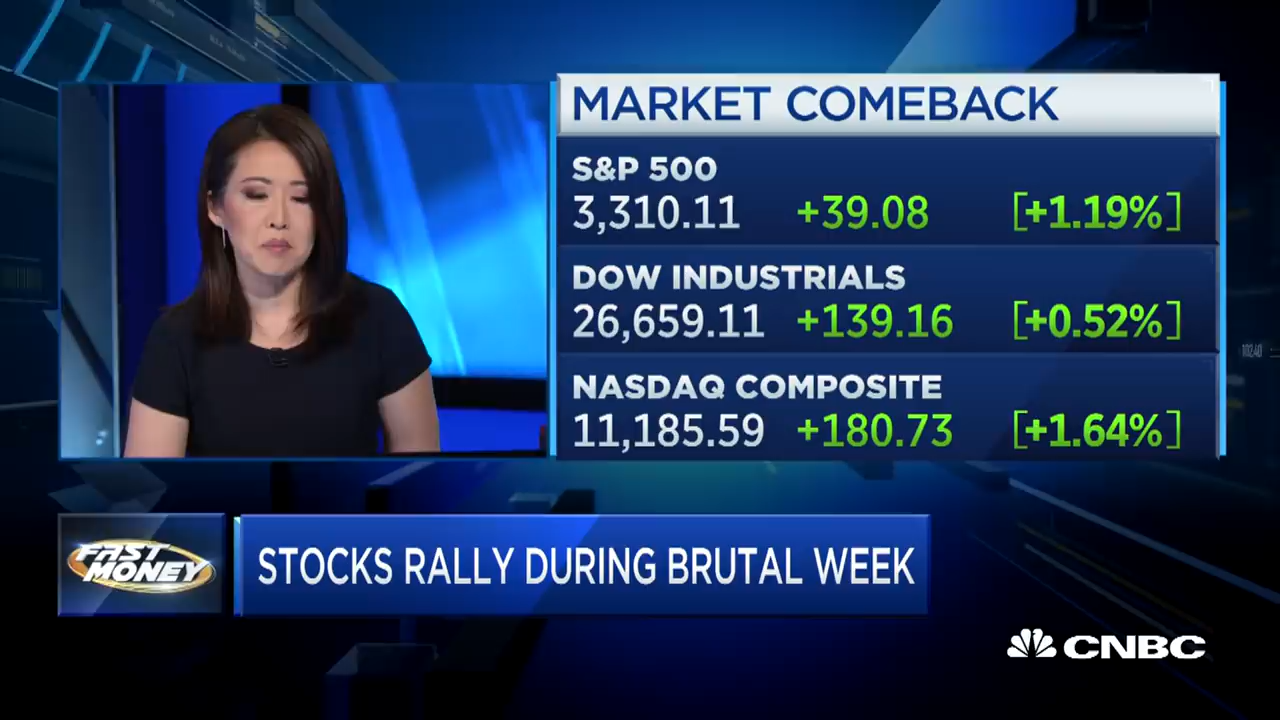 MARKET COMEBACK
S&P 500
3,310.11 +39.08 [+1.19%]
DOW INDUSTRIALS
26,659.11 +139.16 [+0.52%]
NASDAQ COMPOSITE
11,185.59 +180.73 [+1.64%]
FAST
MONEY
STOCKS RALLY DURING BRUTAL WEEK
CNBC